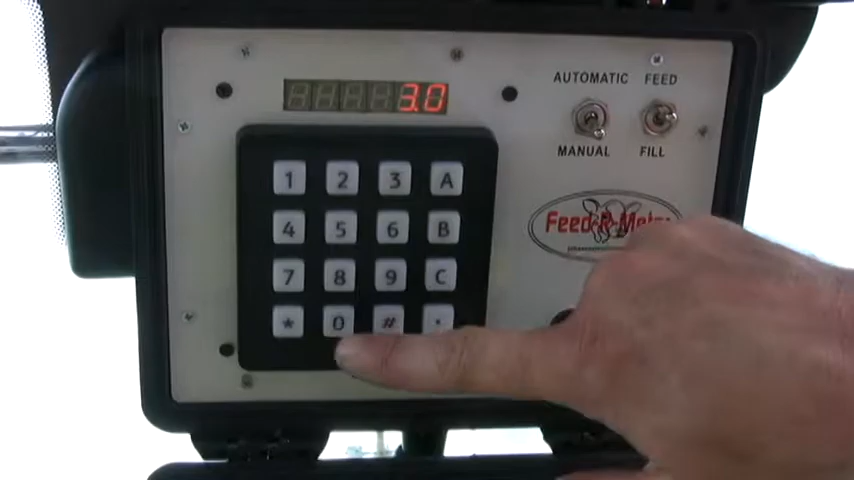 3.0
AUTOMATIC FEED
MANUAL FILL
1 2 3 A
4 5 6 B
7 8 9 C
* 0 # .
Feed-R-Meter